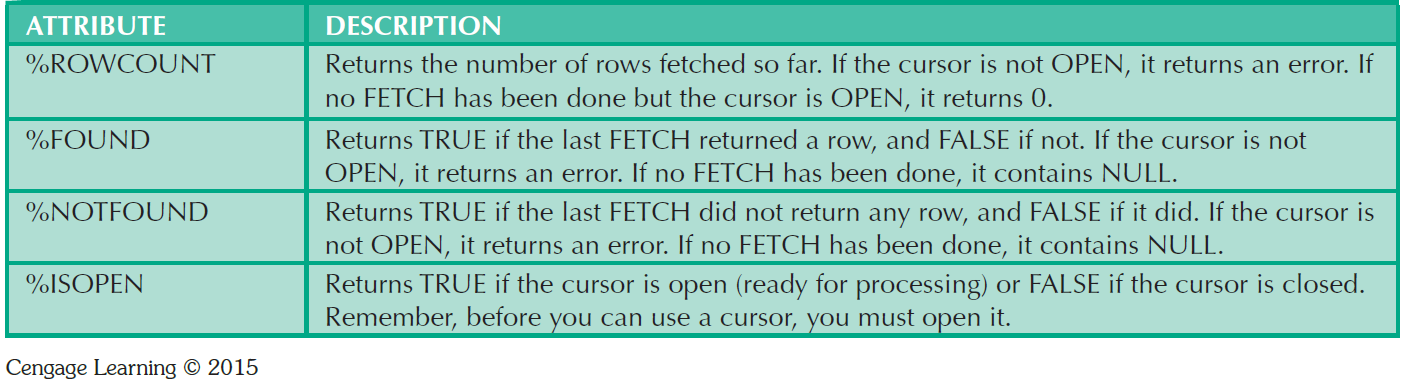 ATTRIBUTE DESCRIPTION
%ROWCOUNT Returns the number of rows fetched so far. If the cursor is not OPEN, it returns an error. If
no FETCH has been done but the cursor is OPEN, it returns 0.
%FOUND Returns TRUE if the last FETCH returned a row, and FALSE if not. If the cursor is not
OPEN, it returns an error. If no FETCH has been done, it contains NULL.
%NOTFOUND Returns TRUE if the last FETCH did not return any row, and FALSE if it did. If the cursor is
not OPEN, it returns an error. If no FETCH has been done, it contains NULL.
%ISOPEN Returns TRUE if the cursor is open (ready for processing) or FALSE if the cursor is closed.
Remember, before you can use a cursor, you must open it.
Cengage Learning © 2015